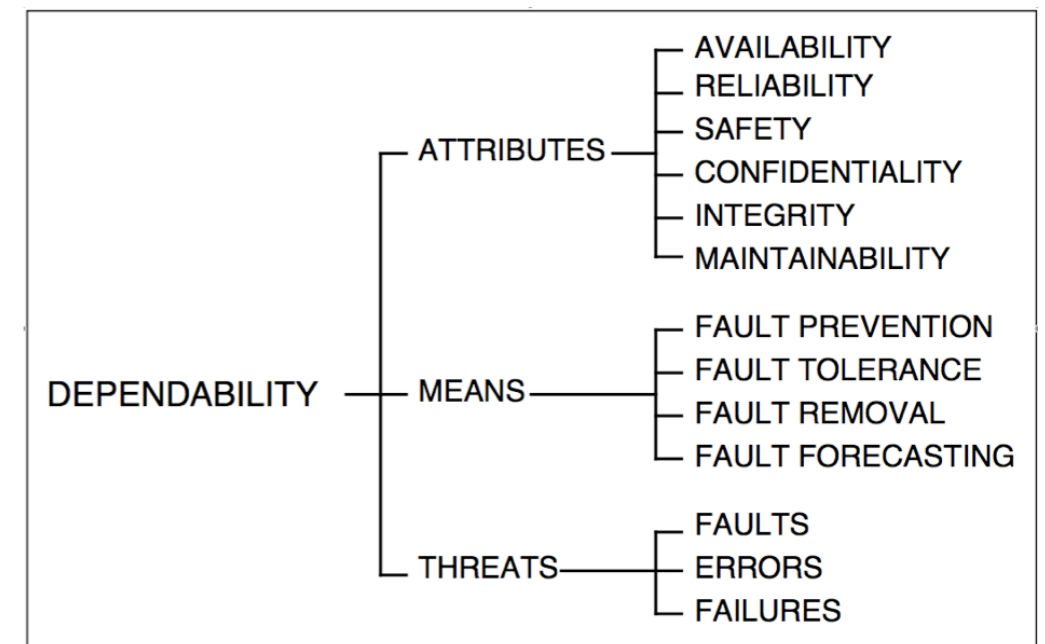 AVAILABILITY
RELIABILITY
SAFETY
ATTRIBUTES
CONFIDENTIALITY
INTEGRITY
MAINTAINABILITY
FAULT PREVENTION
FAULT TOLERANCE
DEPENDABILITY
MEANS
FAULT REMOVAL
FAULT FORECASTING
FAULTS
THREATS
ERRORS
FAILURES